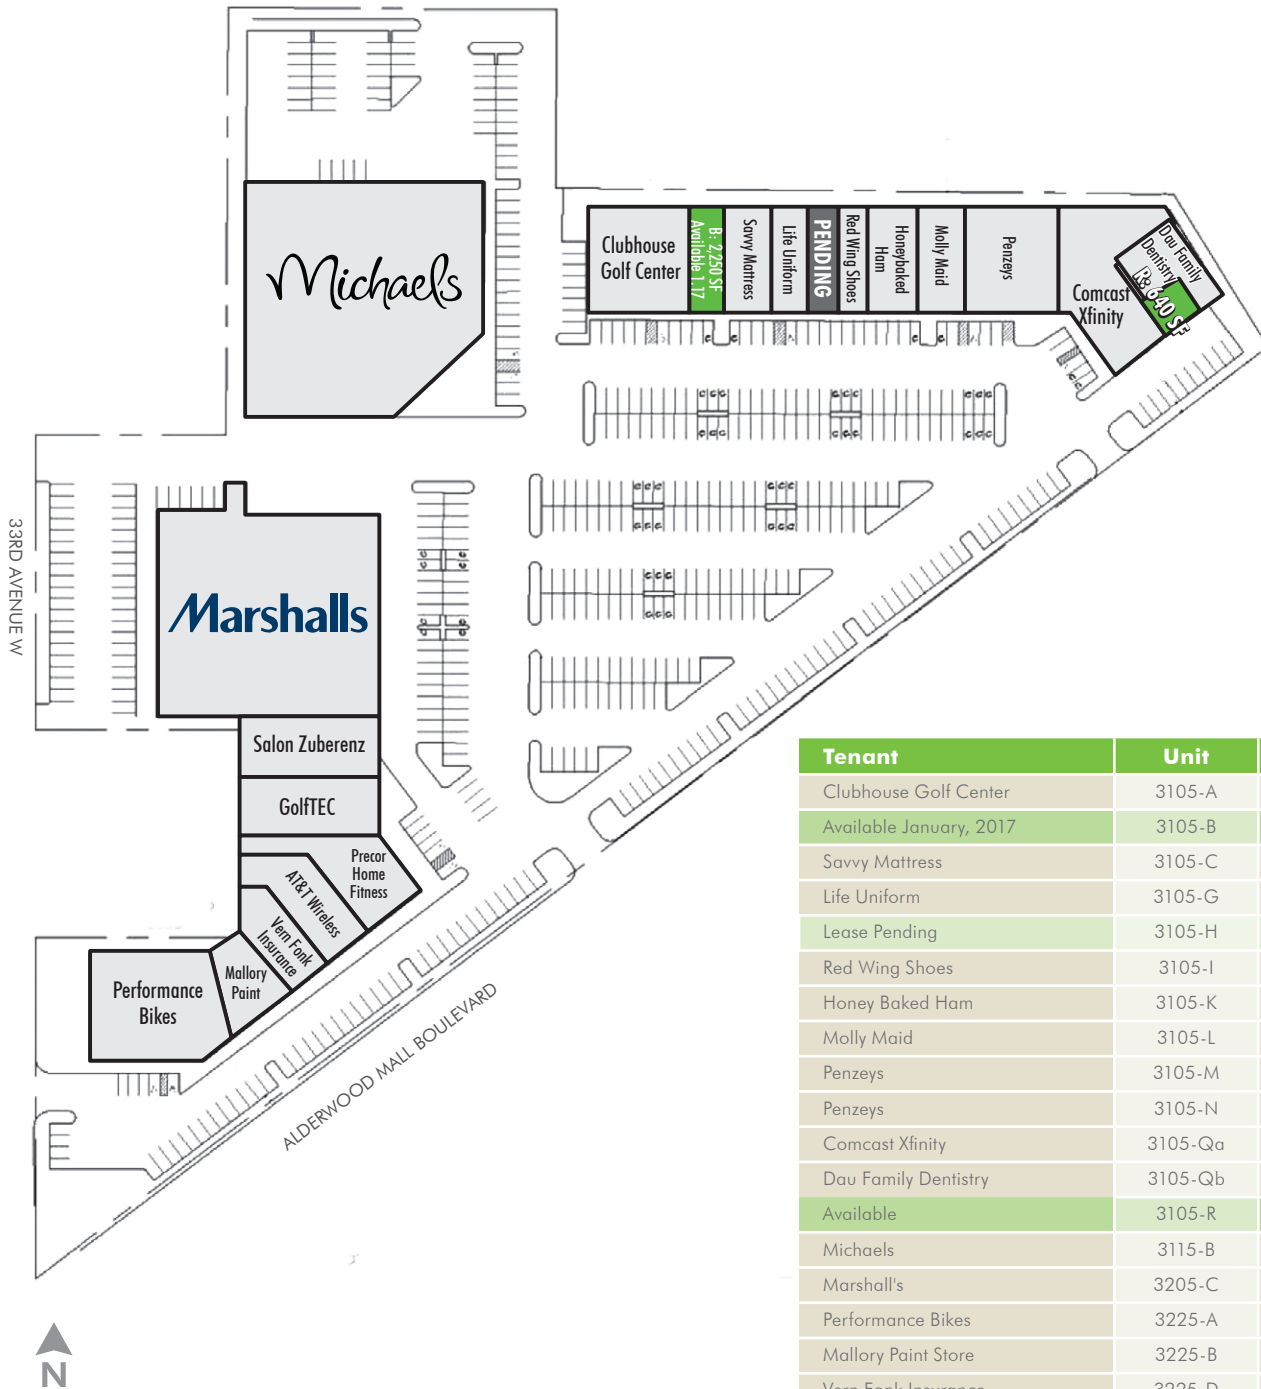 Michaels
Clubhouse
Golf Center
B: 2,250 SF
Available 1.17
Savvy Mattress
Life Uniform
PENDING
Red Wing Shoes
Honeybaked
Ham
Molly Maid
Penzeys
Comcast
Xfinity
Dau Family
Dentistry
R: 640 SF
33RD AVENUE W
Marshalls
Salon Zuberenz
GolfTEC
Precor
Home
Fitness
AT&T Wireless
Vern Fonk
Insurance
Mallory
Paint
Performance
Bikes
ALDERWOOD MALL BOULEVARD
N
Tenant Unit
Clubhouse Golf Center 3105-A
Available January, 2017 3105-B
Savvy Mattress 3105-C
Life Uniform 3105-G
Lease Pending 3105-H
Red Wing Shoes 3105-I
Honey Baked Ham 3105-K
Molly Maid 3105-L
Penzeys 3105-M
Penzeys 3105-N
Comcast Xfinity 3105-Qa
Dau Family Dentistry 3105-Qb
Available 3105-R
Michaels 3115-B
Marshall's 3205-C
Performance Bikes 3225-A
Mallory Paint Store 3225-B
Vern Fonk Insurance 3225-D